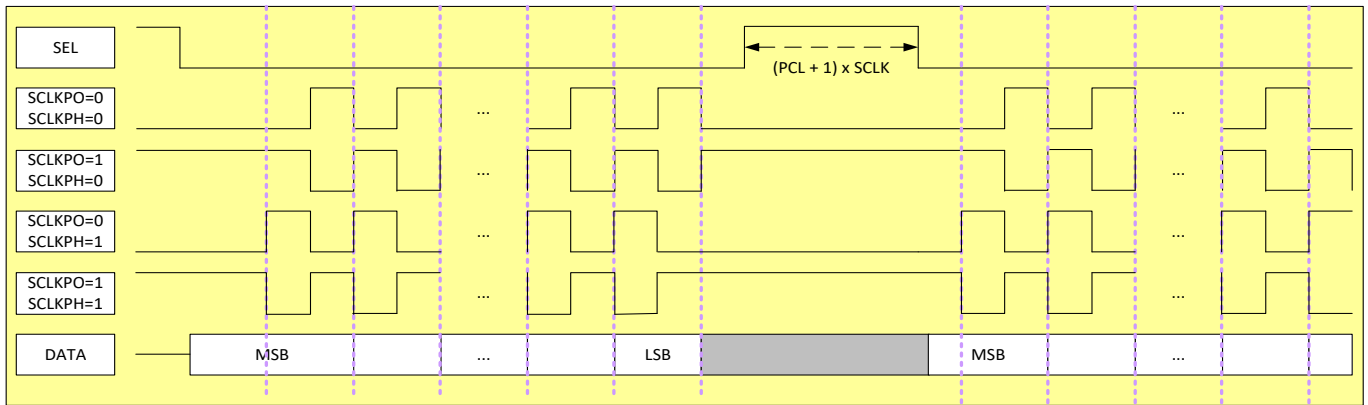 SEL
(PCL + 1) x SCLK
SCLKPO=0
SCLKPH=0
...
...
SCLKPO=1
SCLKPH=0
...
...
SCLKPO=0
SCLKPH=1
...
...
SCLKPO=1
SCLKPH=1
...
...
DATA
MSB
...
LSB
MSB
...